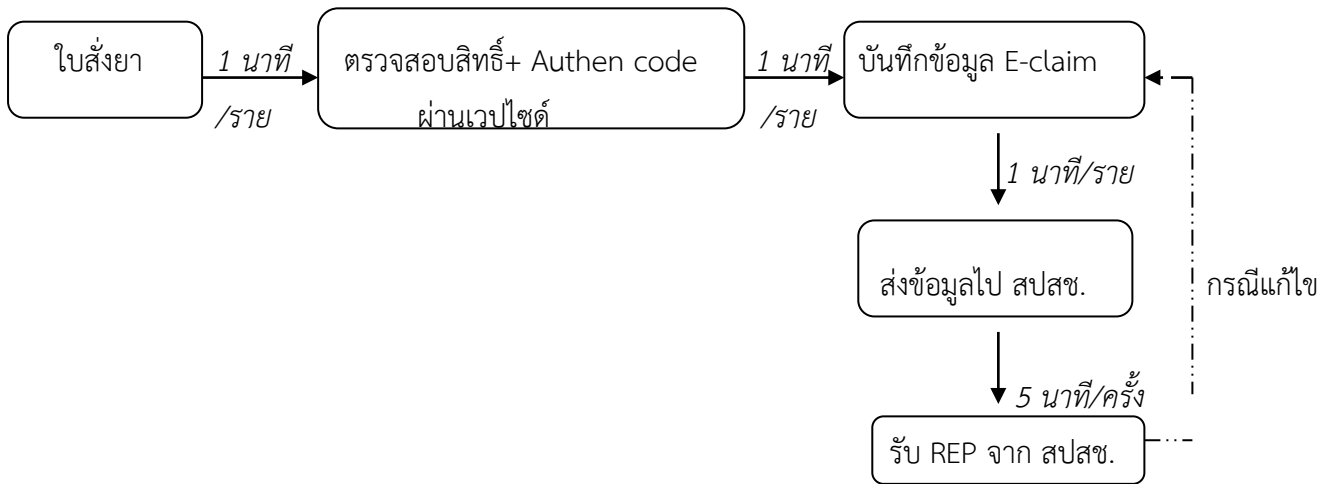 ใบสั่งยา
1 นาที
/ราย
ตรวจสอบสิทธิ์+ Authen code
ผ่านเวปไซด์
1 นาที
/ราย
บันทึกข้อมูล E-claim
1 นาที/ราย
ส่งข้อมูลไป สปสช.
กรณีแก้ไข
5 นาที/ครั้ง
รับ REP จาก สปสช.